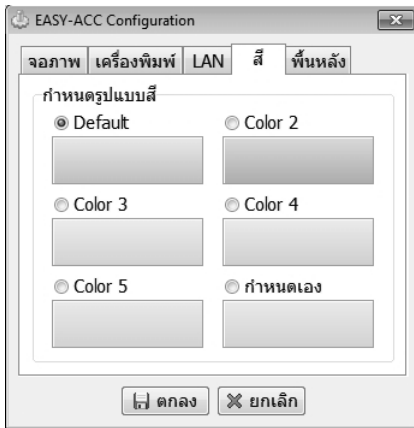 EASY-ACC Configuration
จอภาพ เครื่องพิมพ์ LAN สี พื้นหลัง
กำหนดรูปแบบสี
Default Color 2
Color 3 Color 4
Color 5 กำหนดเอง
ตกลง ยกเลิก